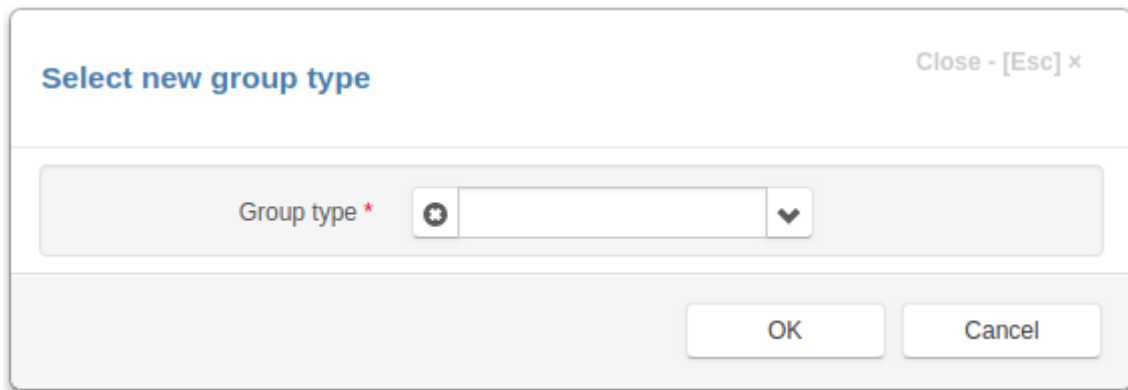 Select new group type
Close - [Esc] ×
Group type *
OK
Cancel